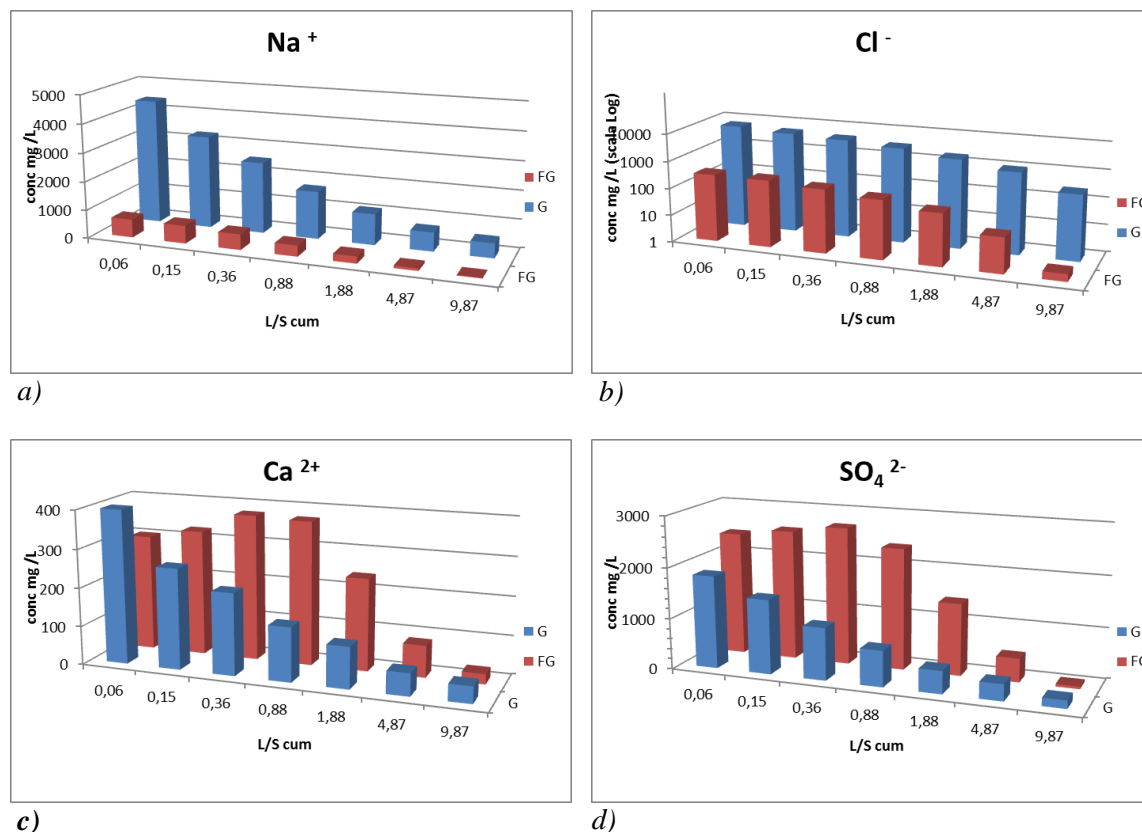 Na +
conc mg /L
5000
4000
3000
2000
1000
0
0,06
0,15
0,36
0,88
1,88
4,87
9,87
FG
L/S cum
FG
G
a)
Cl -
conc mg /L (scala Log)
10000
1000
100
10
1
0,06
0,15
0,36
0,88
1,88
4,87
9,87
FG
L/S cum
FG
G
b)
Ca 2+
conc mg /L
400
300
200
100
0
0,06
0,15
0,36
0,88
1,88
4,87
9,87
G
L/S cum
G
FG
c)
SO4 2-
conc mg /L
3000
2000
1000
0
0,06
0,15
0,36
0,88
1,88
4,87
9,87
G
L/S cum
G
FG
d)